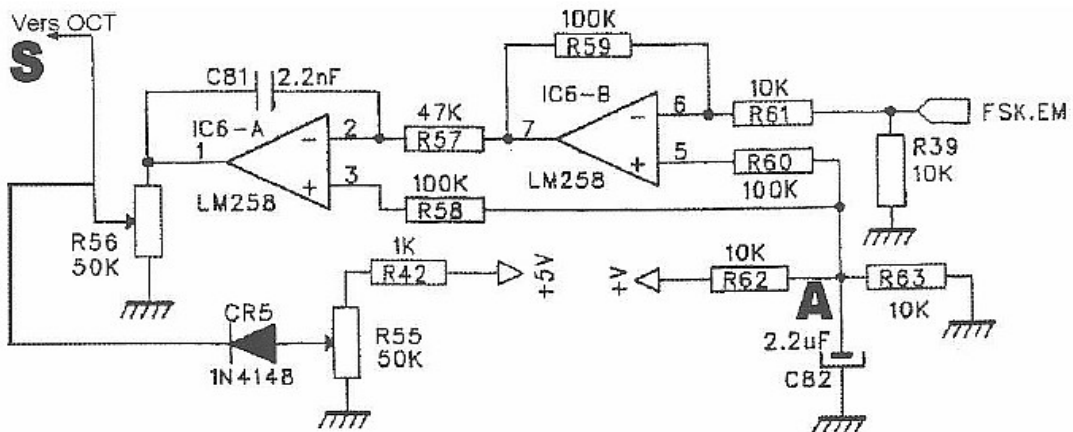 Vers OCT
S
C81
2.2nF
IC6-A
1
2
3
LM258
47K
R57
100K
R58
100K
R59
IC6-B
7
6
5
LM258
10K
R61
R60
100K
FSK.EM
R39
10K
R56
50K
1K
R42
+5V
CR5
1N4148
R55
50K
+V
10K
R62
A
R63
10K
2.2uF
C82